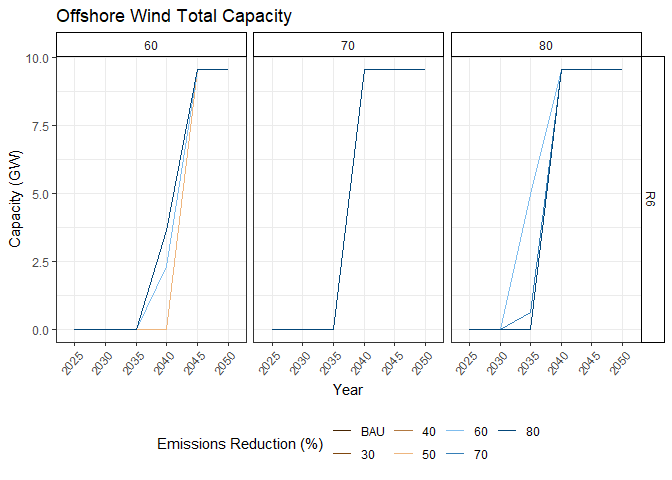 Offshore Wind Total Capacity
60 70 80
10.0
7.5
5.0
2.5
0.0
Capacity (GW)
R6
2025 2030 2035 2040 2045 2050 2025 2030 2035 2040 2045 2050 2025 2030 2035 2040 2045 2050
Year
Emissions Reduction (%)
BAU 40 60 80
30 50 70